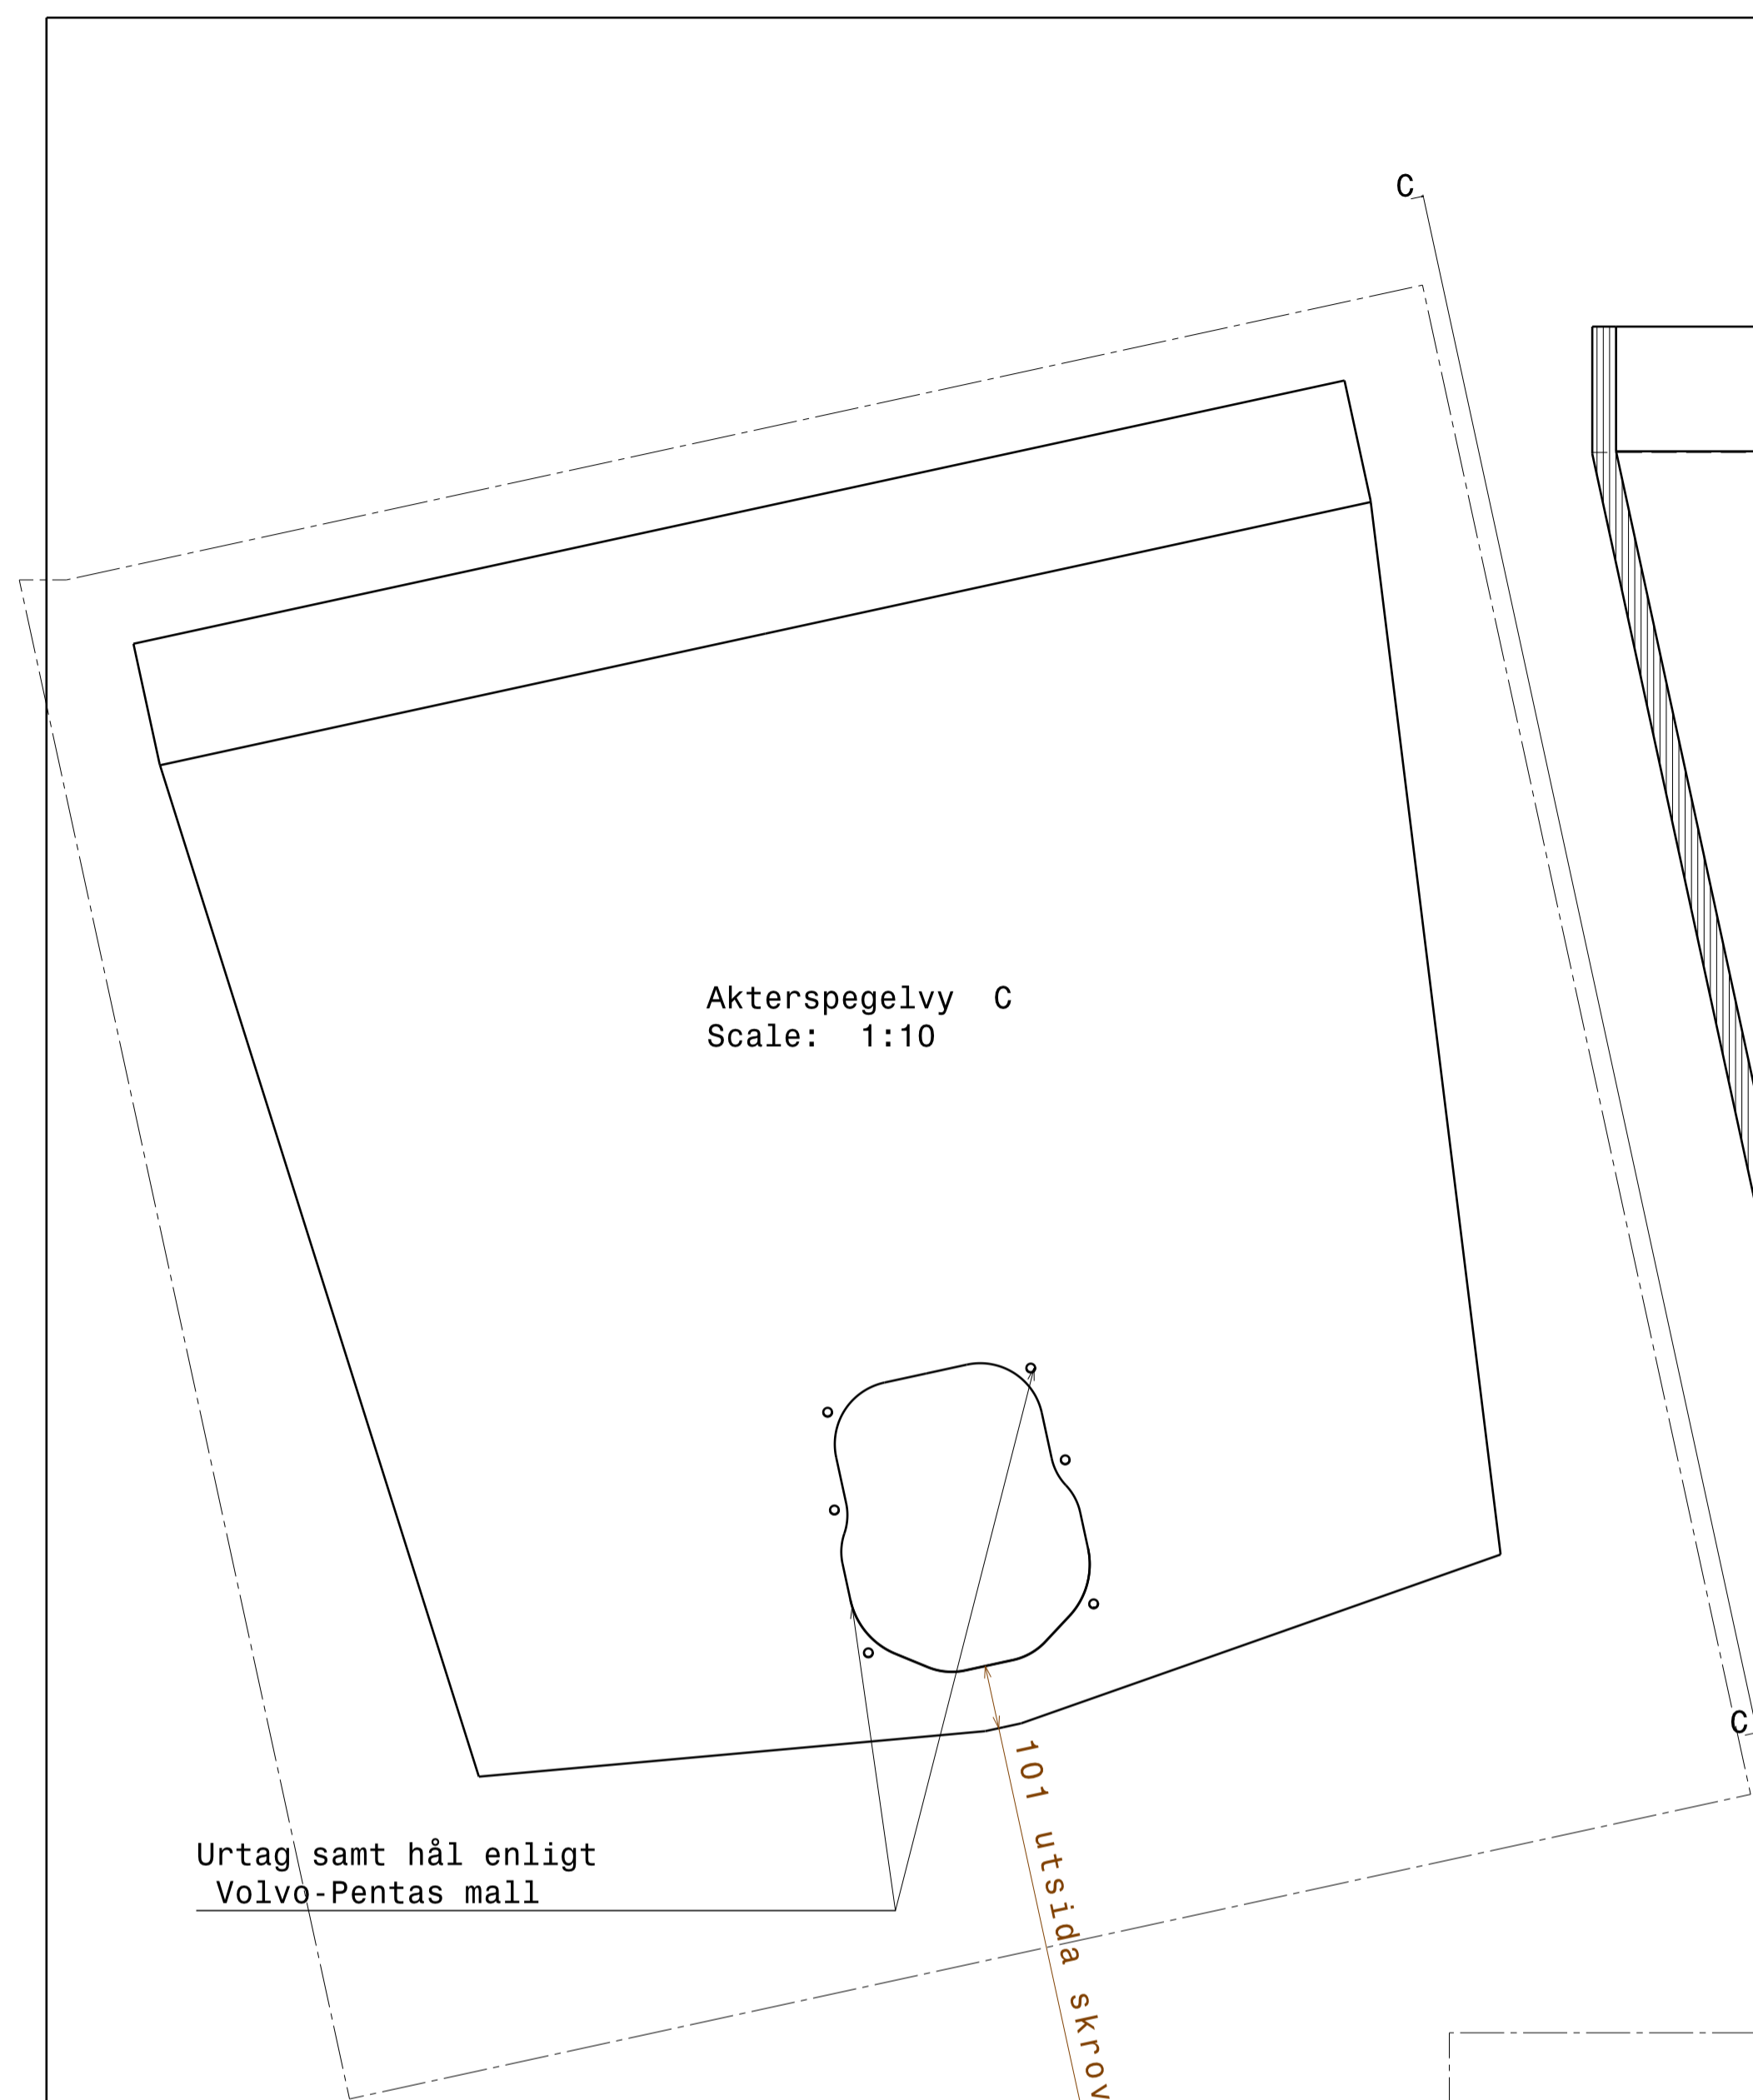 C
Akterspegelvy C
Scale: 1:10
C
101 utsida skrov
Urtag samt hål enligt
Volvo-Pentas mall